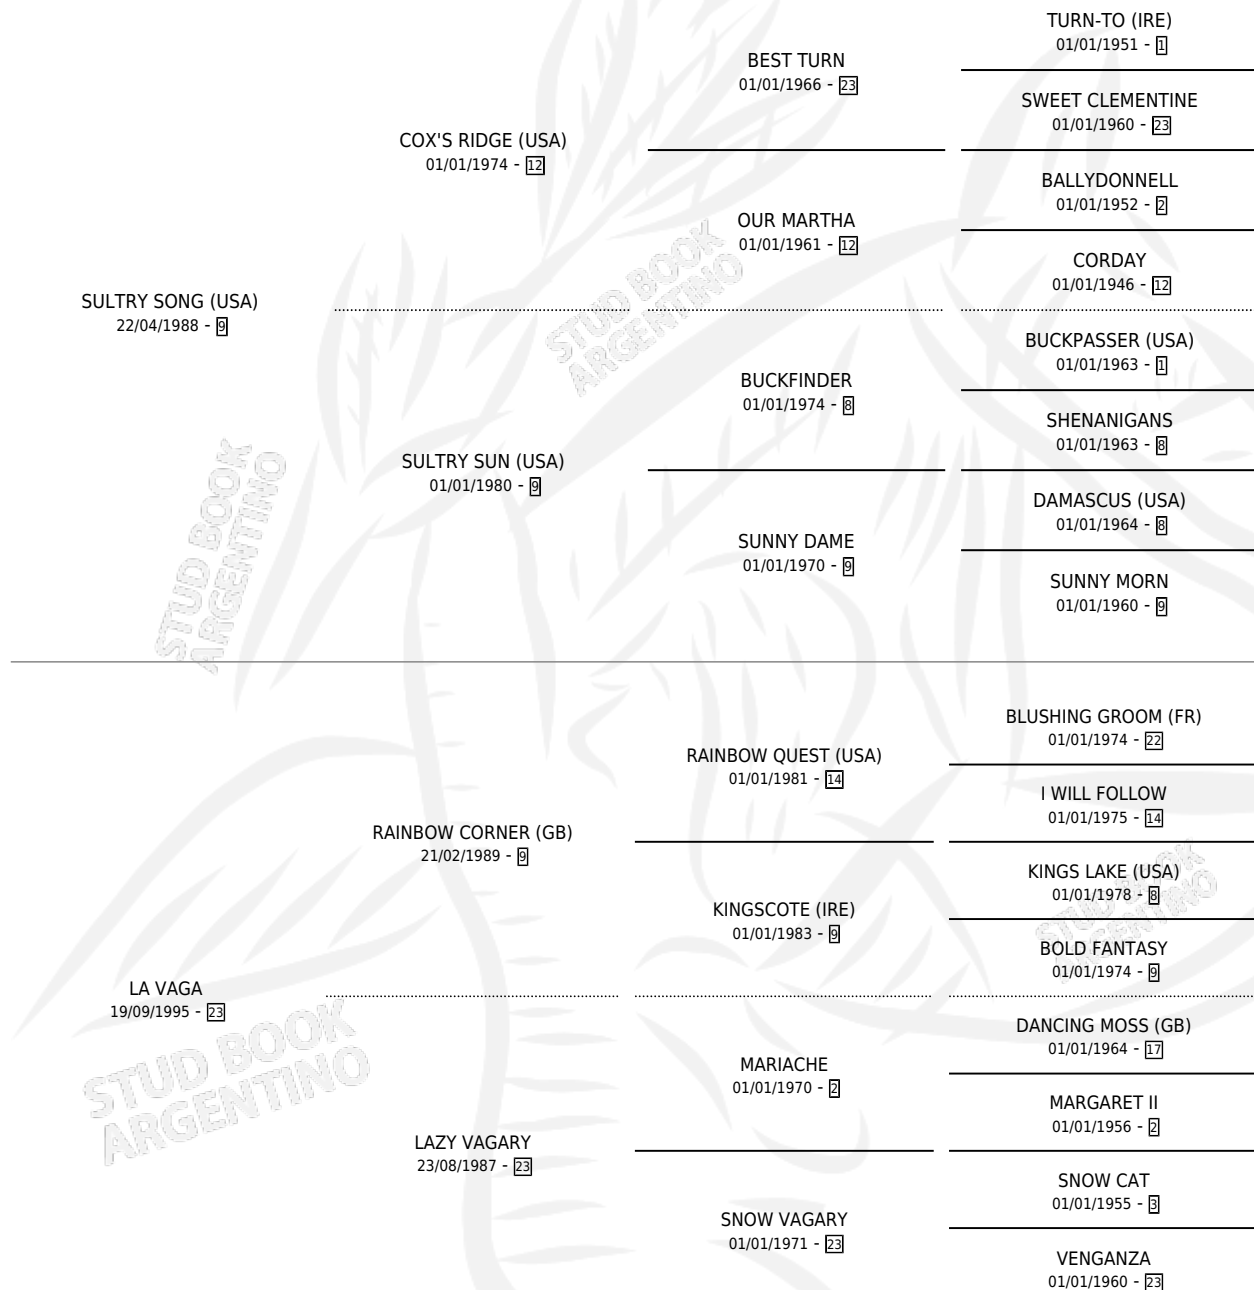 TURN-TO (IRE)
01/01/1951 - 1
BEST TURN
01/01/1966 - 23
SWEET CLEMENTINE
01/01/1960 - 23
COX'S RIDGE (USA)
01/01/1974 - 12
BALLYDONNELL
01/01/1952 - 2
OUR MARTHA
01/01/1961 - 12
CORDAY
01/01/1946 - 12
SULTRY SONG (USA)
22/04/1988 - 9
BUCKPASSER (USA)
01/01/1963 - 1
BUCKFINDER
01/01/1974 - 8
SHENANIGANS
01/01/1963 - 8
SULTRY SUN (USA)
01/01/1980 - 9
DAMASCUS (USA)
01/01/1964 - 8
SUNNY DAME
01/01/1970 - 9
SUNNY MORN
01/01/1960 - 9
BLUSHING GROOM (FR)
01/01/1974 - 22
RAINBOW QUEST (USA)
01/01/1981 - 14
I WILL FOLLOW
01/01/1975 - 14
RAINBOW CORNER (GB)
21/02/1989 - 9
KINGS LAKE (USA)
01/01/1978 - 8
KINGSCOTE (IRE)
01/01/1983 - 9
BOLD FANTASY
01/01/1974 - 9
LA VAGA
19/09/1995 - 23
DANCING MOSS (GB)
01/01/1964 - 17
MARIACHE
01/01/1970 - 2
MARGARET II
01/01/1956 - 2
LAZY VAGARY
23/08/1987 - 23
SNOW CAT
01/01/1955 - 3
SNOW VAGARY
01/01/1971 - 23
VENGANZA
01/01/1960 - 23
STUD BOOK
ARGENTINO
STUD BOOK
ARGENTINO
STUD BOOK
ARGENTINO
STUD BOOK
ARGENTINO